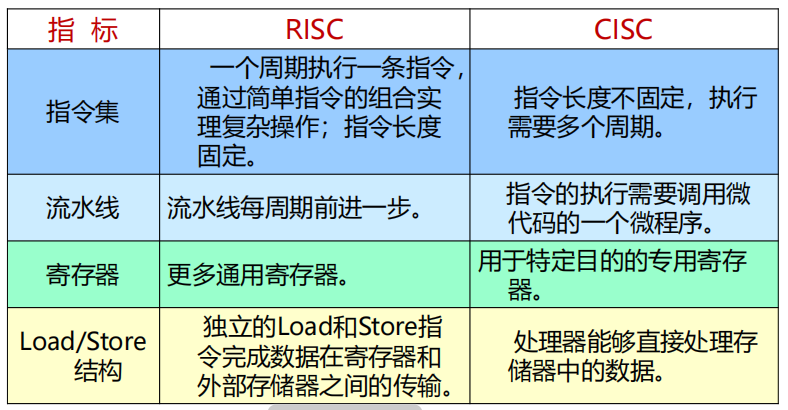 指 标
RISC
CISC
指令集
一个周期执行一条指令，
通过简单指令的组合实
理复杂操作；指令长度
固定。
指令长度不固定，执行
需要多个周期。
流水线
流水线每周期前进一步。
指令的执行需要调用微
代码的一个微程序。
寄存器
更多通用寄存器。
用于特定目的的专用寄存
器。
Load/Store
结构
独立的Load和Store指
令完成数据在寄存器和
外部存储器之间的传输。
处理器能够直接处理存
储器中的数据。